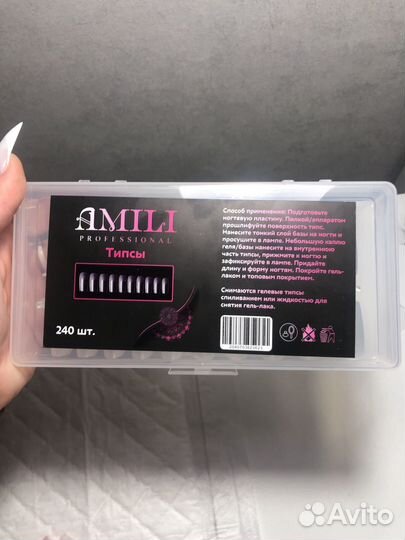 AMILI
PROFESSIONAL
Типсы
240 шт.
Способ применение: Подготовьте
ногтевую пластину. Пилкой/аппаратом
прошлифуйте поверхность типс.
Нанесите тонкий слой базы на ногти и
просушите в лампе. Небольшую каплю
геля/базы нанесите на внутреннюю
часть типсы, прижмите к ногтю и
зафиксируйте в лампе. Придайте
длину и форму ногтям. Покройте гель-
лаком и топовым покрытием.
Снимаются гелевые типсы
спиливанием или жидкостью для
снятия гель-лака.
Avito